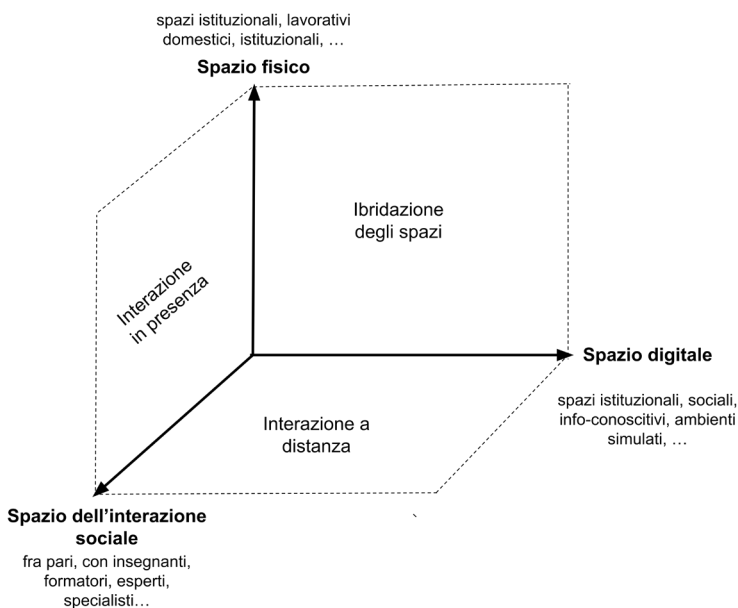 spazi istituzionali, lavorativi
domestici, istituzionali, …
Spazio fisico
Ibridazione
degli spazi
Interazione
in presenza
Spazio digitale
spazi istituzionali, sociali,
info-conoscitivi, ambienti
simulati, …
Interazione a
distanza
Spazio dell’interazione
sociale
fra pari, con insegnanti,
formatori, esperti,
specialisti…